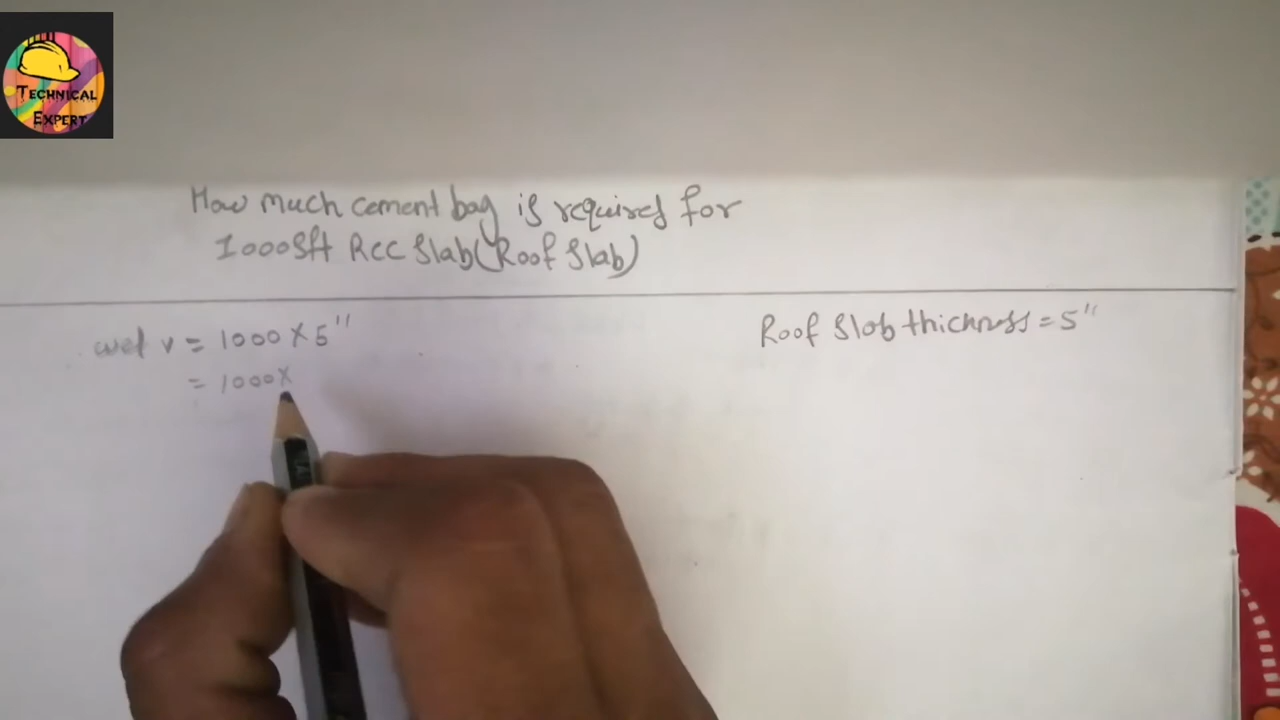 TECHNICAL
EXPERT
How much cement bag is required for
1000Sft RCC Slab (Roof Slab)
wet v = 1000 X 5"
= 1000X
Roof Slab thickness = 5"